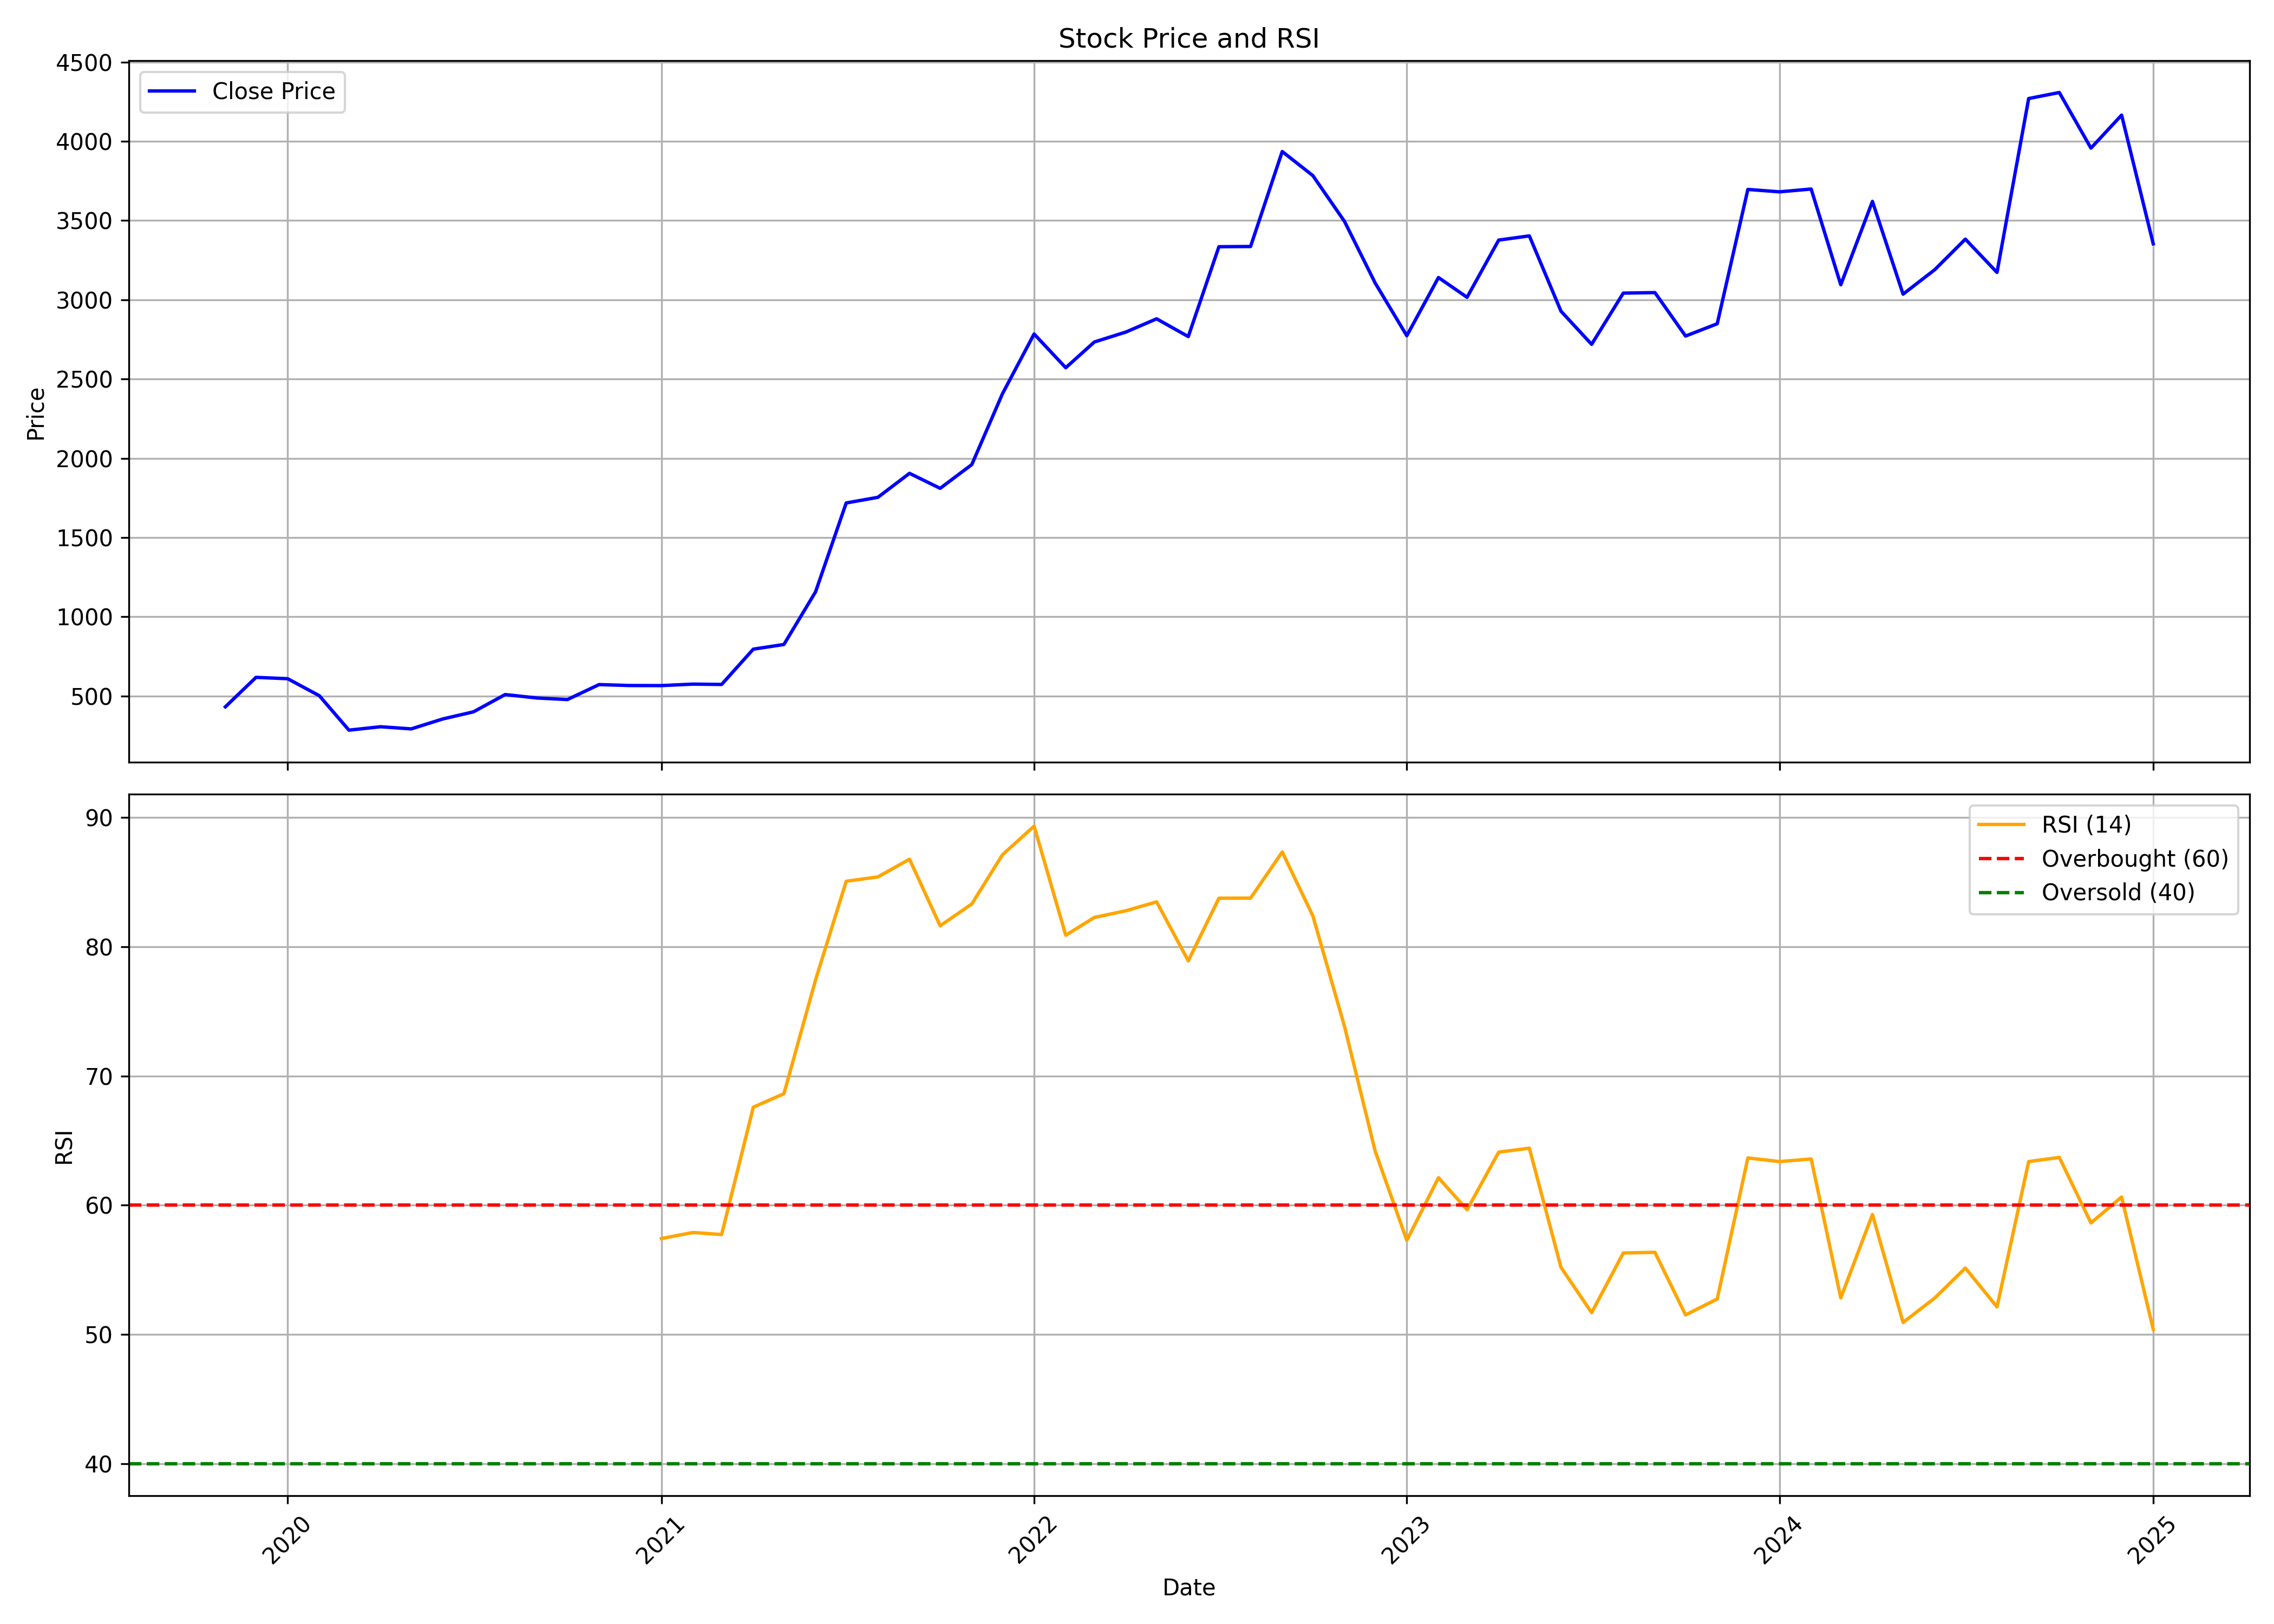 Stock Price and RSI
4500
4000
3500
3000
2500
2000
1500
1000
500
Price
Close Price
90
80
70
60
50
40
RSI
RSI (14)
Overbought (60)
Oversold (40)
2020
2021
2022
2023
2024
2025
Date